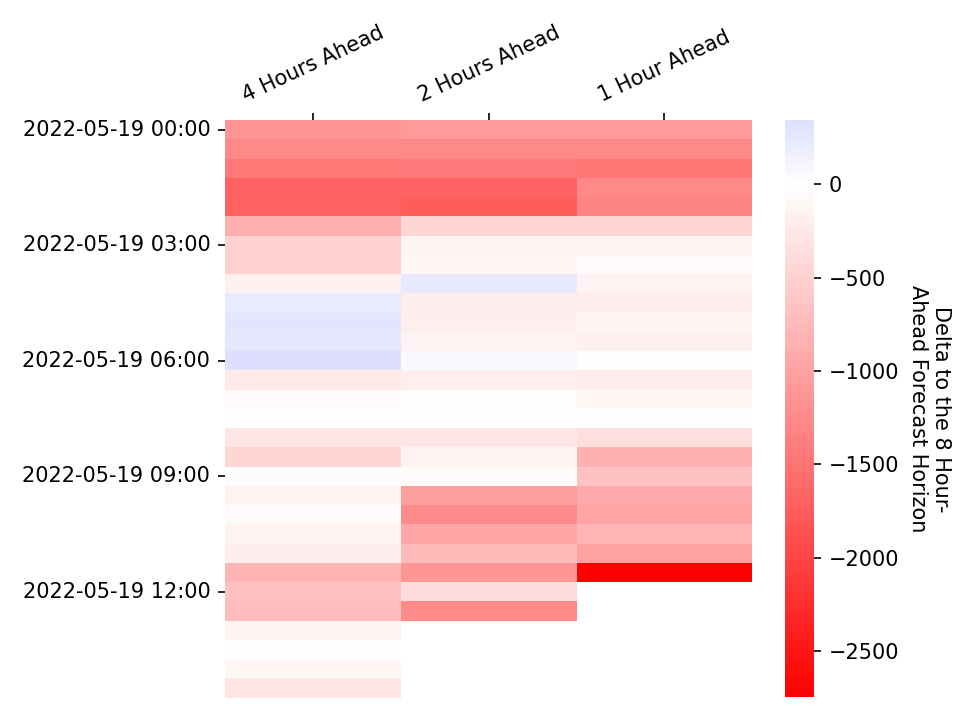 4 Hours Ahead
2 Hours Ahead
1 Hour Ahead
2022-05-19 00:00
2022-05-19 03:00
2022-05-19 06:00
2022-05-19 09:00
2022-05-19 12:00
0
−500
−1000
−1500
−2000
−2500
Delta to the 8 Hour-
Ahead Forecast Horizon